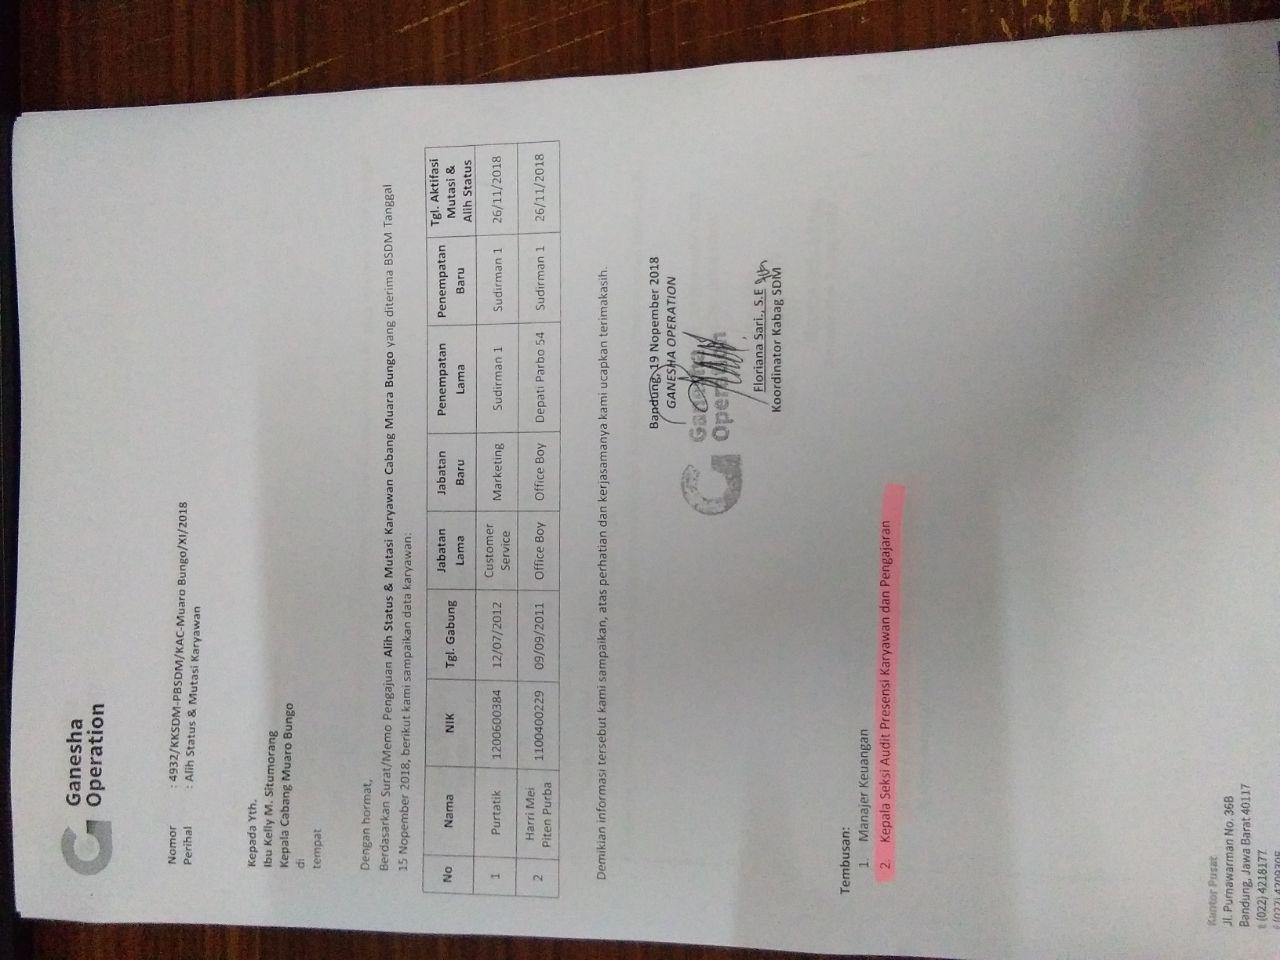 Ganesha
Operation
Nomor : 4932/KKSDM-PBSDM/KAC-Muaro Bungo/XI/2018
Perihal : Alih Status & Mutasi Karyawan
Kepada Yth.
Ibu Kelly M. Situmorang
Kepala Cabang Muaro Bungo
di
tempat
Dengan hormat,
Berdasarkan Surat/Memo Pengajuan Alih Status & Mutasi Karyawan Cabang Muara Bungo yang diterima BSDM Tanggal
15 Nopember 2018, berikut kami sampaikan data karyawan:
No Nama NIK Tgl. Gabung Jabatan Lama Jabatan Baru Penempatan Lama Penempatan Baru Tgl. Aktifasi Mutasi & Alih Status
1 Purtatik 1200600384 12/07/2012 Customer Service Marketing Sudirman 1 Sudirman 1 26/11/2018
2 Harri Mei Piten Purba 1100400229 09/09/2011 Office Boy Office Boy Depati Parbo 54 Sudirman 1 26/11/2018
Demikian informasi tersebut kami sampaikan, atas perhatian dan kerjasamanya kami ucapkan terimakasih.
Bandung, 19 Nopember 2018
GANESHA OPERATION
Ganesha
Operation
Floriana Sari., S.E
Koordinator Kabag SDM
Tembusan:
1. Manajer Keuangan
2. Kepala Seksi Audit Presensi Karyawan dan Pengajaran
Kantor Pusat
Jl. Purnawarman No. 36B
Bandung, Jawa Barat 40117
t (022) 4218177